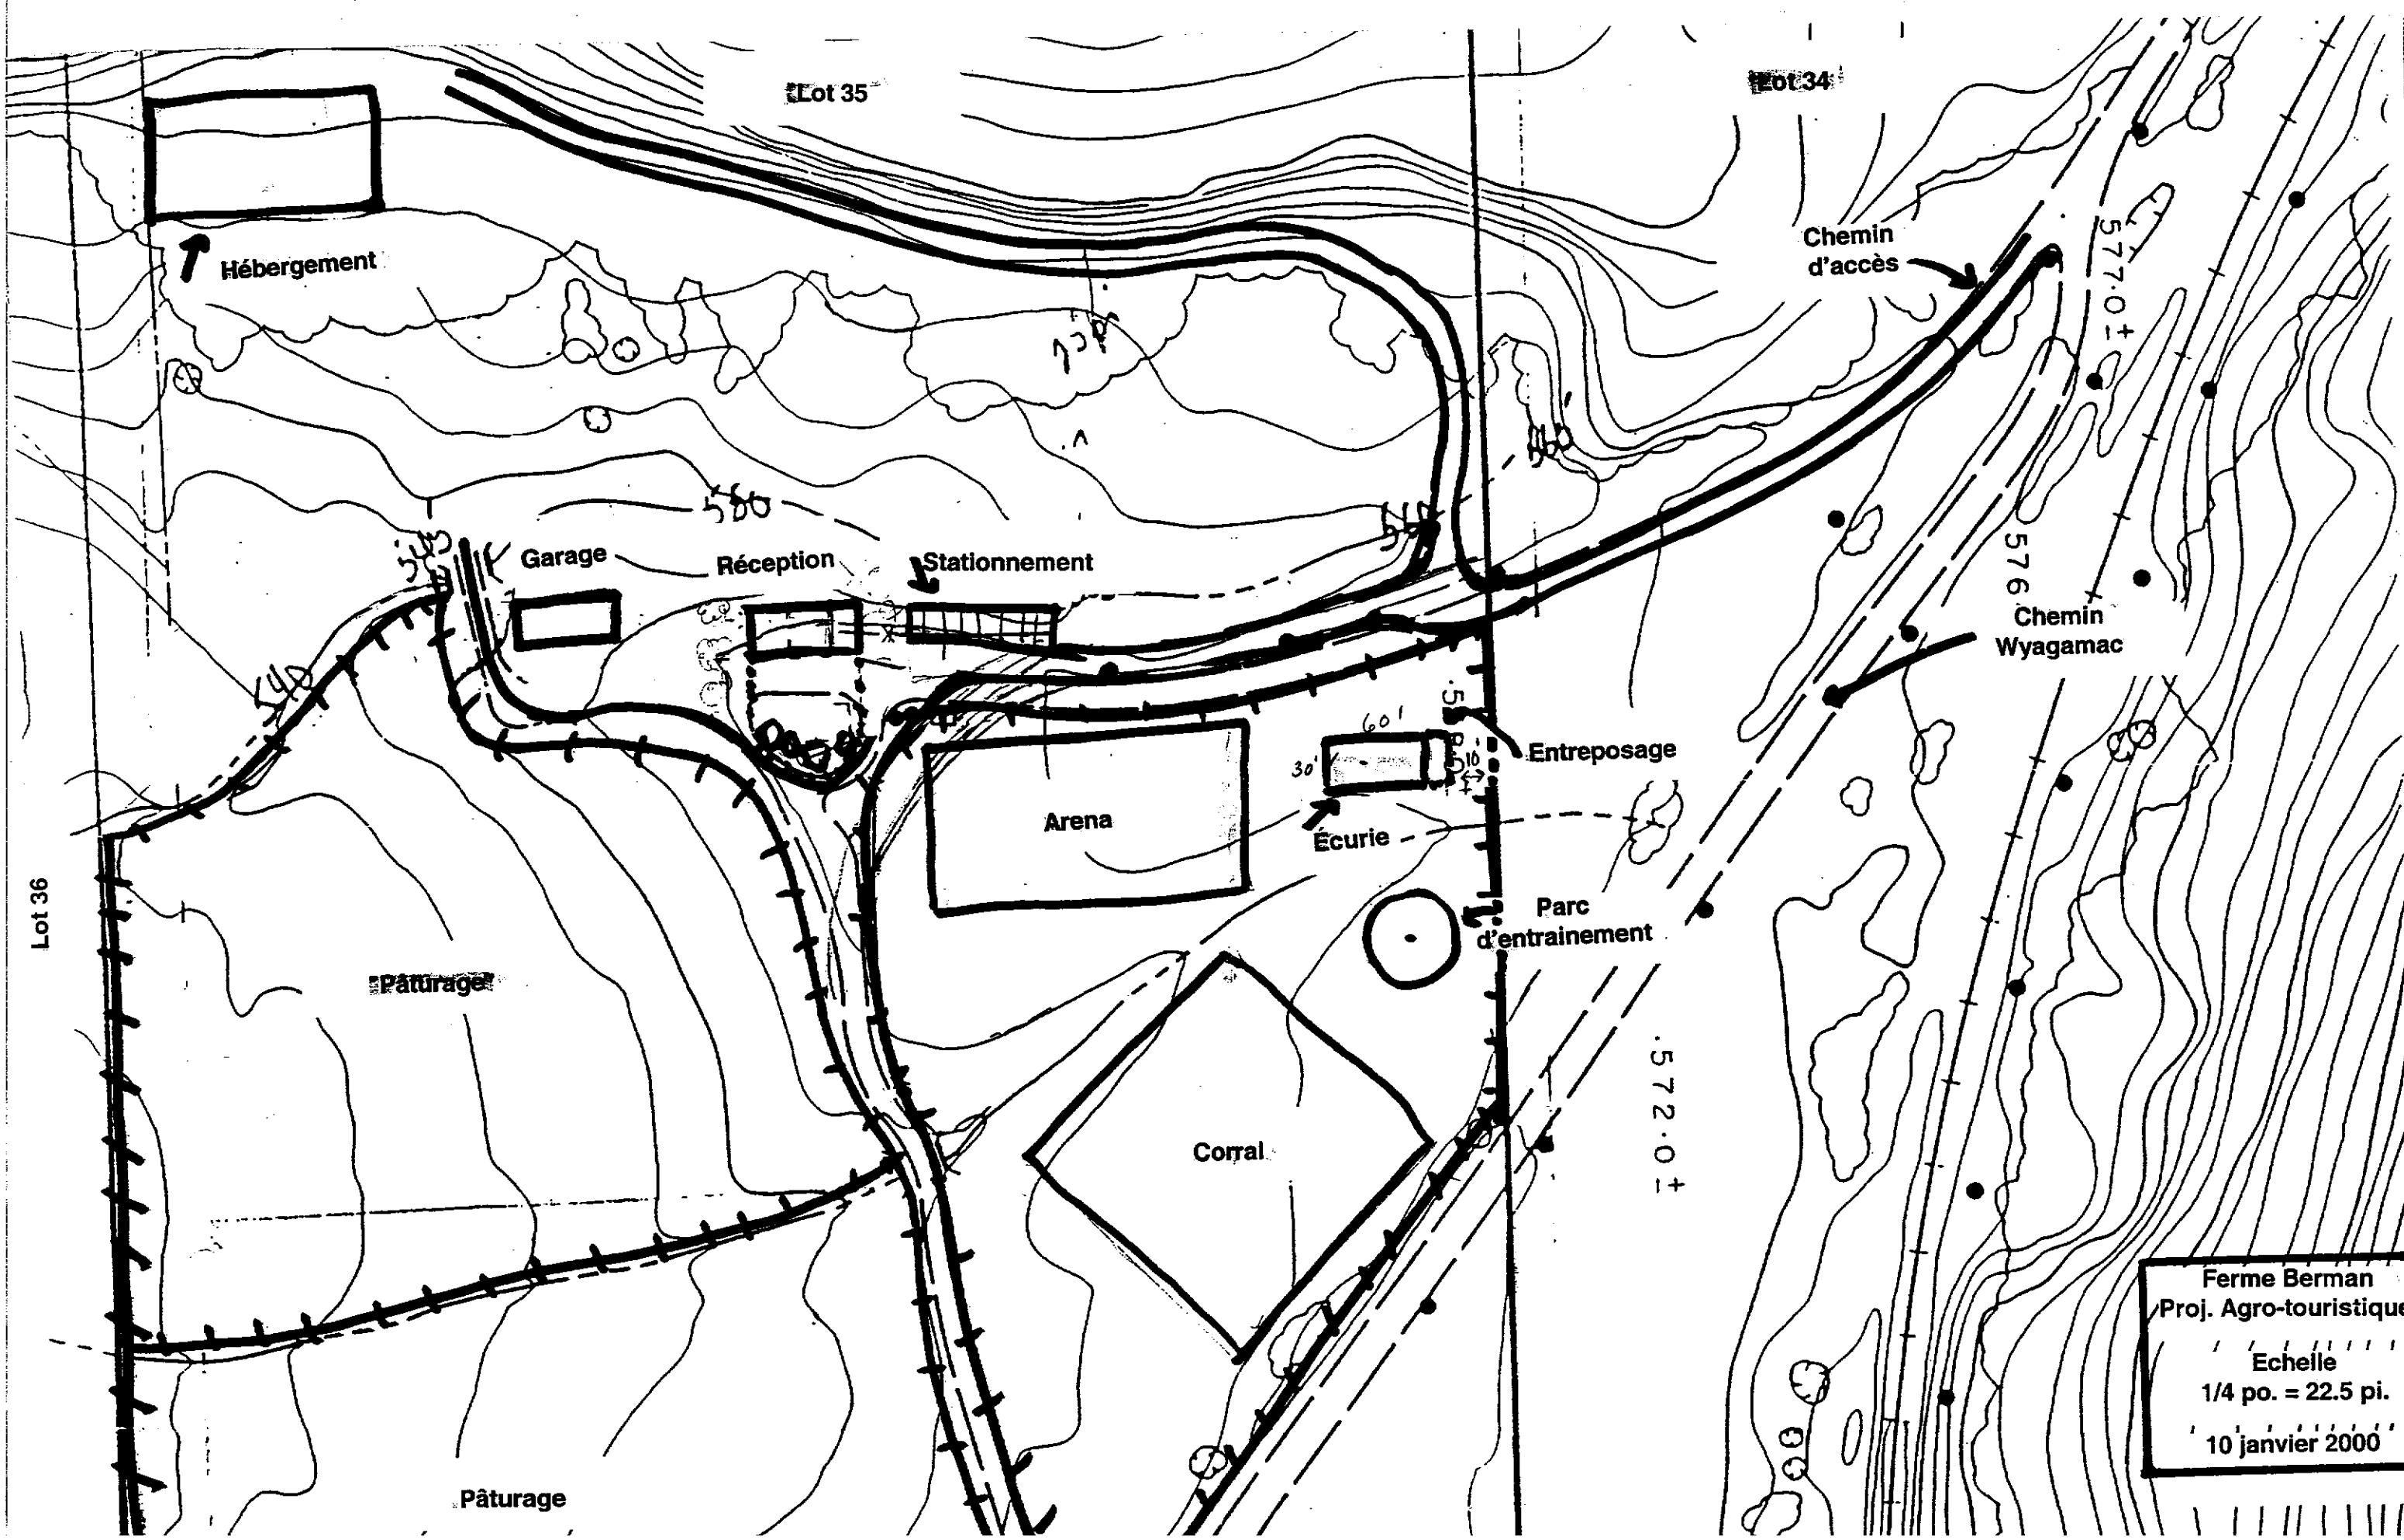 Lot 35
Lot 34
Chemin
d'accès
Hébergement
577.0±
580
Garage
Réception
Stationnement
576
Chemin
Wyagamac
540
60'
30'
10'
Entreposage
Arena
Écurie
Parc
d'entrainement
Lot 36
Pâturage
572.0±
Corral
Pâturage
Ferme Berman
Proj. Agro-touristique
Echelle
1/4 po. = 22.5 pi.
10 janvier 2000